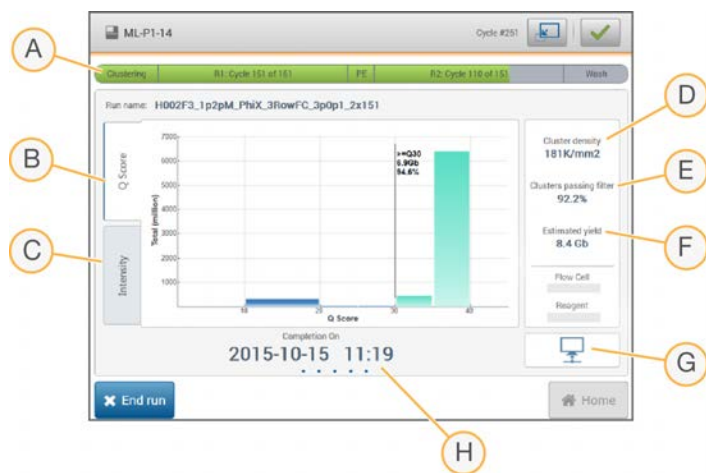 ML-P1-14
Cycle #251
A
Clustering
R1: Cycle 151 of 151
PE
R2: Cycle 110 of 151
Wash
Run name: H002F3_1p2pM_PhiX_3RowFC_3p0p1_2x151
B
Q Score
C
Intensity
Total (million)
7000
6000
5000
4000
3000
2000
1000
>=Q30
6.9Gb
94.6%
10
20
30
40
Q Score
D
Cluster density
181K/mm2
E
Clusters passing filter
92.2%
F
Estimated yield
8.4 Gb
Flow Cell
Reagent
G
Completion On
2015-10-15 11:19
H
End run
Home